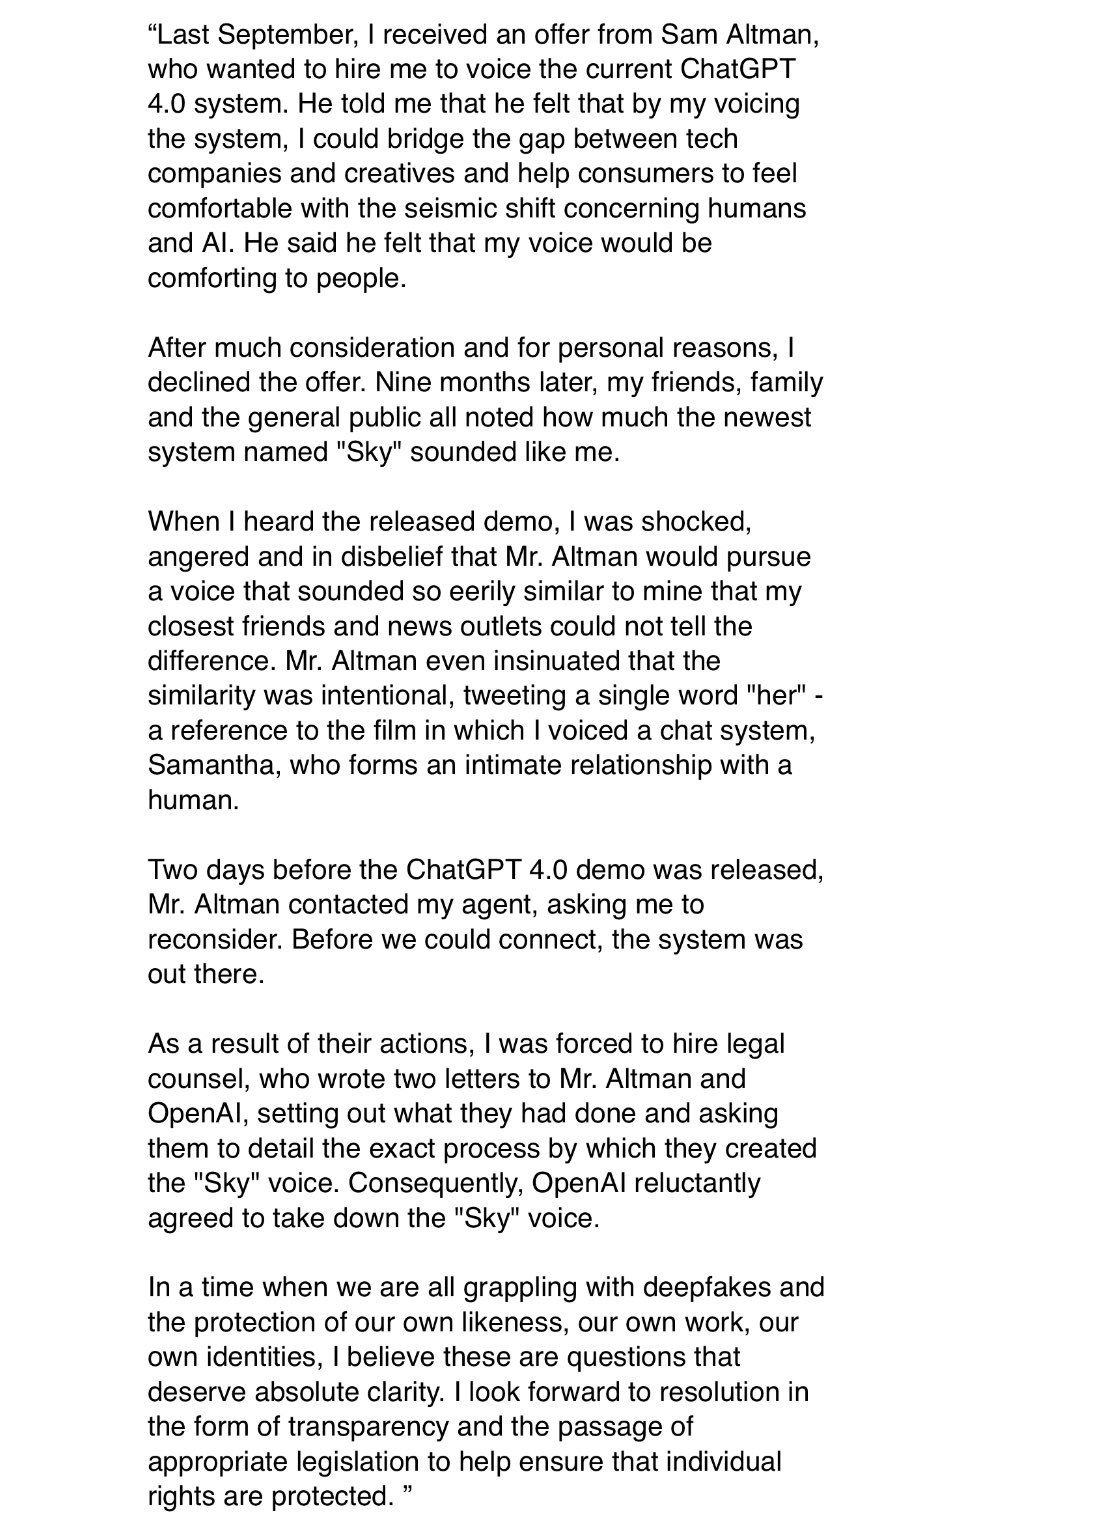 “Last September, I received an offer from Sam Altman,
who wanted to hire me to voice the current ChatGPT
4.0 system. He told me that he felt that by my voicing
the system, I could bridge the gap between tech
companies and creatives and help consumers to feel
comfortable with the seismic shift concerning humans
and AI. He said he felt that my voice would be
comforting to people.
After much consideration and for personal reasons, I
declined the offer. Nine months later, my friends, family
and the general public all noted how much the newest
system named "Sky" sounded like me.
When I heard the released demo, I was shocked,
angered and in disbelief that Mr. Altman would pursue
a voice that sounded so eerily similar to mine that my
closest friends and news outlets could not tell the
difference. Mr. Altman even insinuated that the
similarity was intentional, tweeting a single word "her" -
a reference to the film in which I voiced a chat system,
Samantha, who forms an intimate relationship with a
human.
Two days before the ChatGPT 4.0 demo was released,
Mr. Altman contacted my agent, asking me to
reconsider. Before we could connect, the system was
out there.
As a result of their actions, I was forced to hire legal
counsel, who wrote two letters to Mr. Altman and
OpenAI, setting out what they had done and asking
them to detail the exact process by which they created
the "Sky" voice. Consequently, OpenAI reluctantly
agreed to take down the "Sky" voice.
In a time when we are all grappling with deepfakes and
the protection of our own likeness, our own work, our
own identities, I believe these are questions that
deserve absolute clarity. I look forward to resolution in
the form of transparency and the passage of
appropriate legislation to help ensure that individual
rights are protected. ”